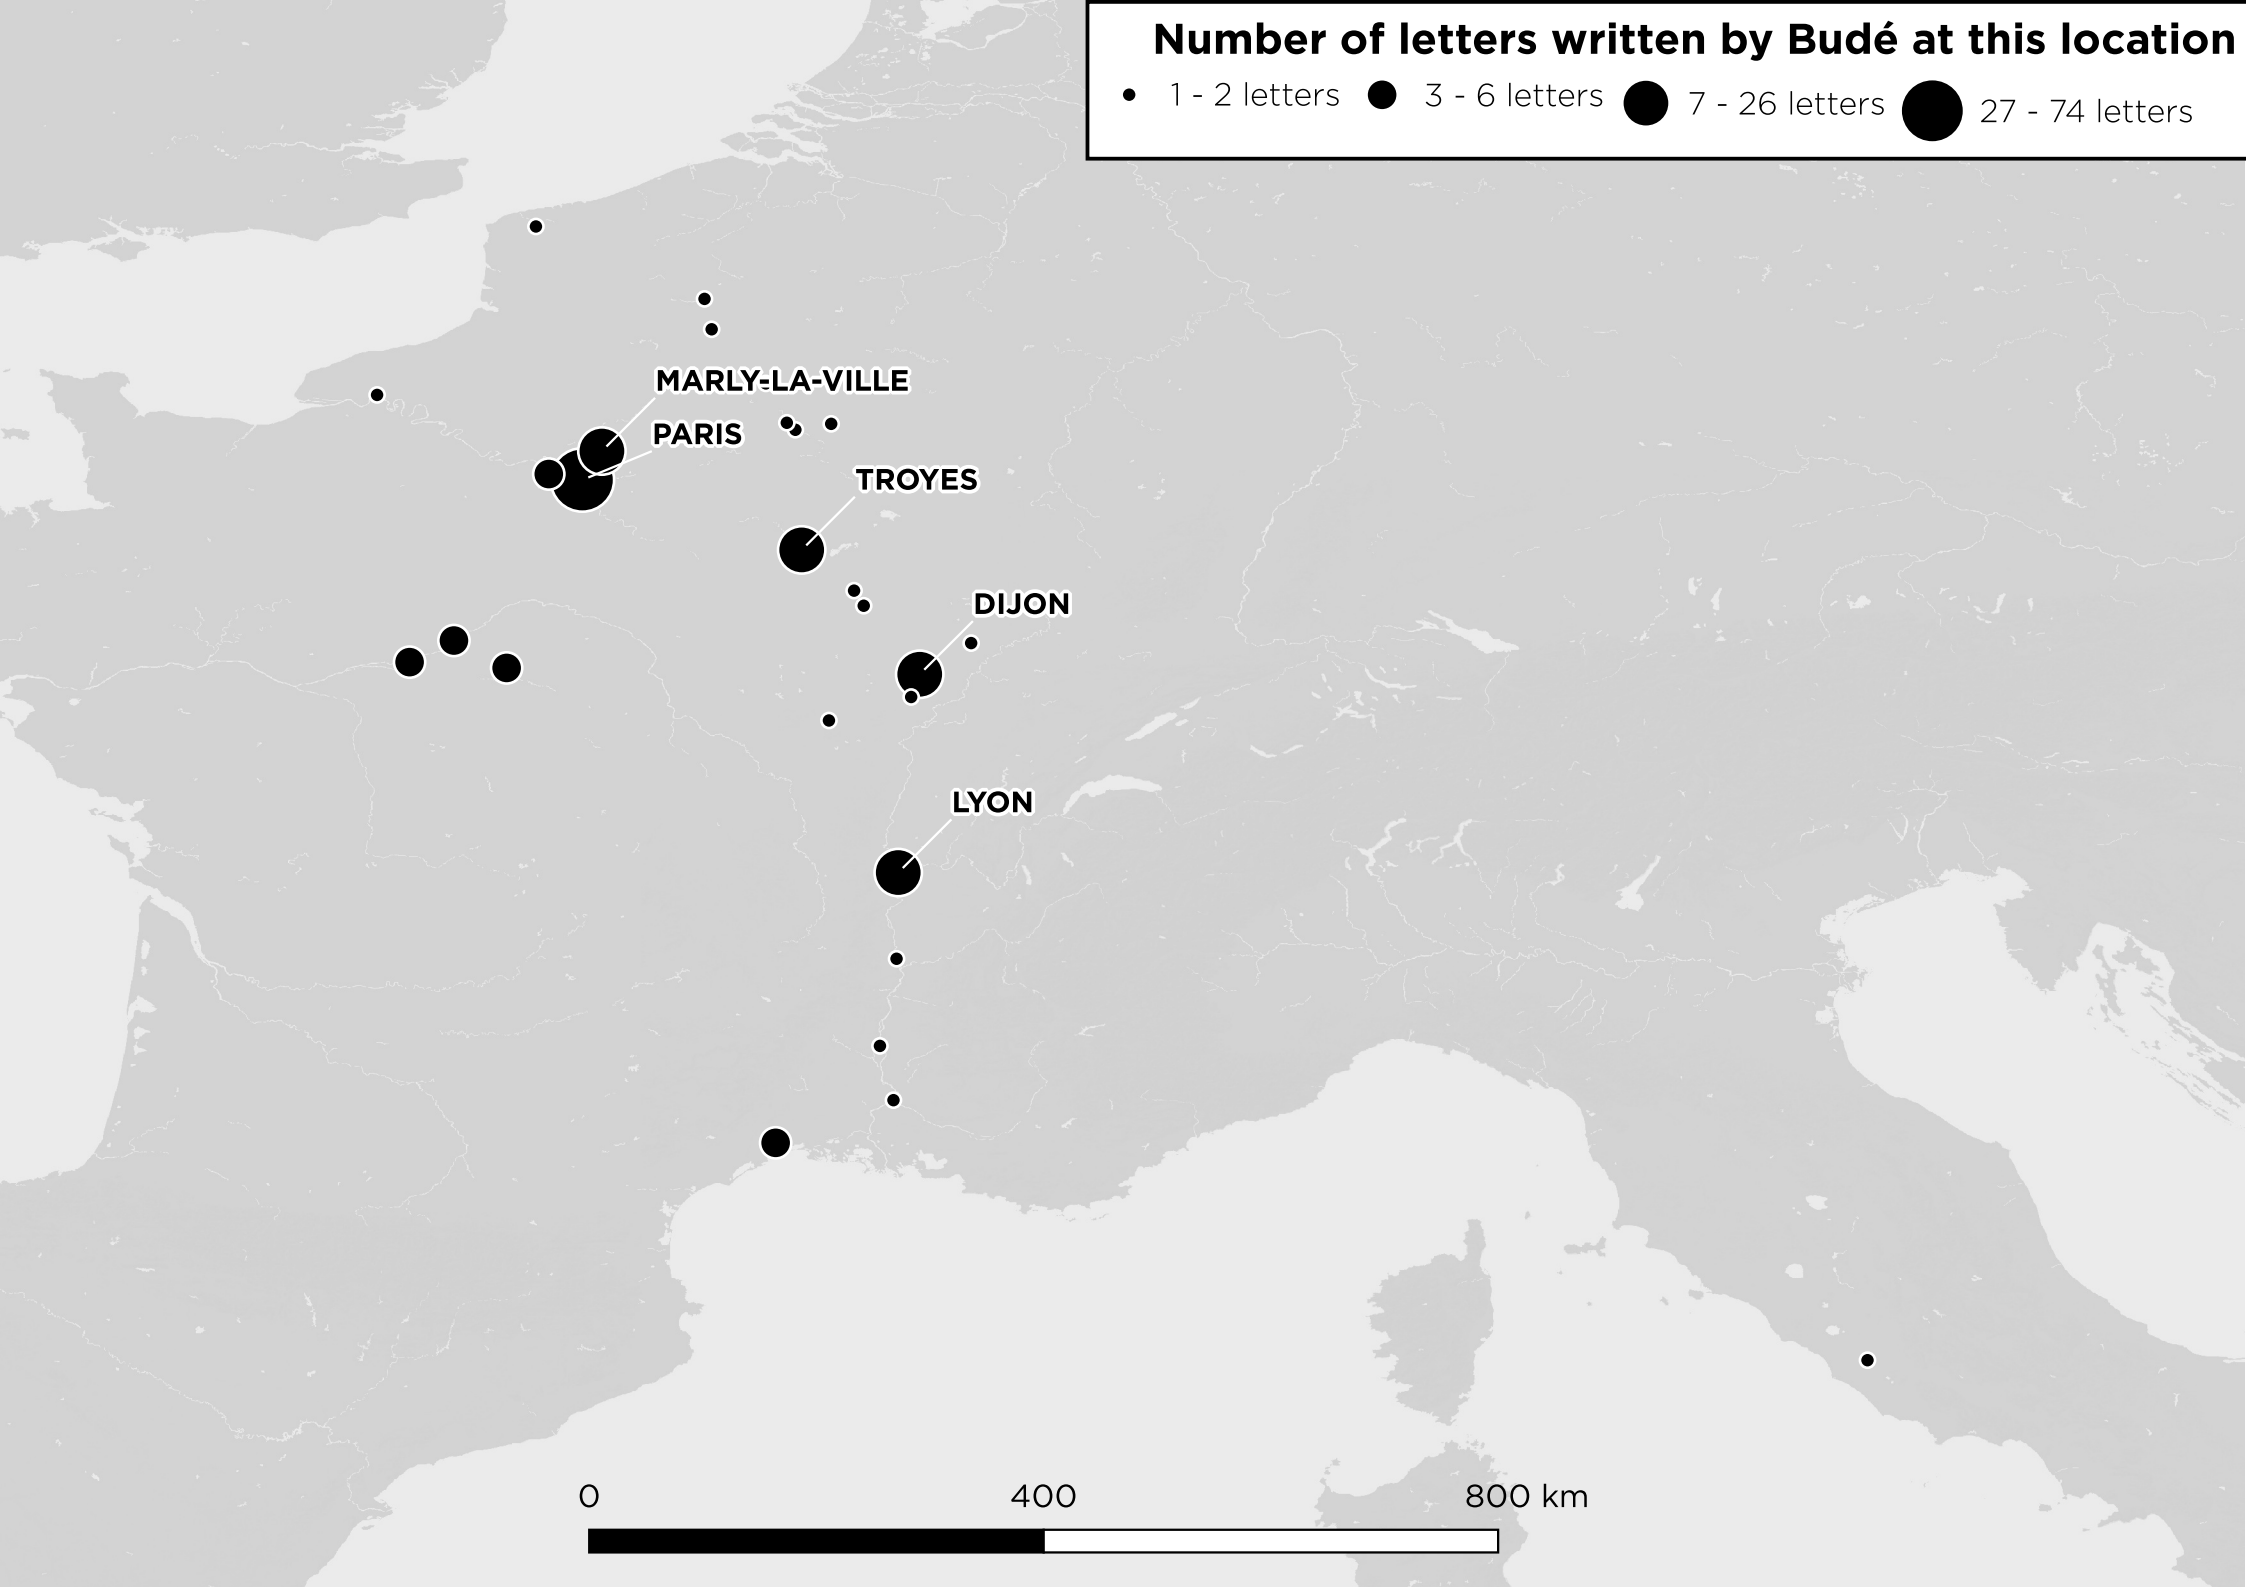 Number of letters written by Budé at this location
1 - 2 letters 3 - 6 letters 7 - 26 letters 27 - 74 letters
MARLY-LA-VILLE
PARIS
TROYES
DIJON
LYON
0 400 800 km